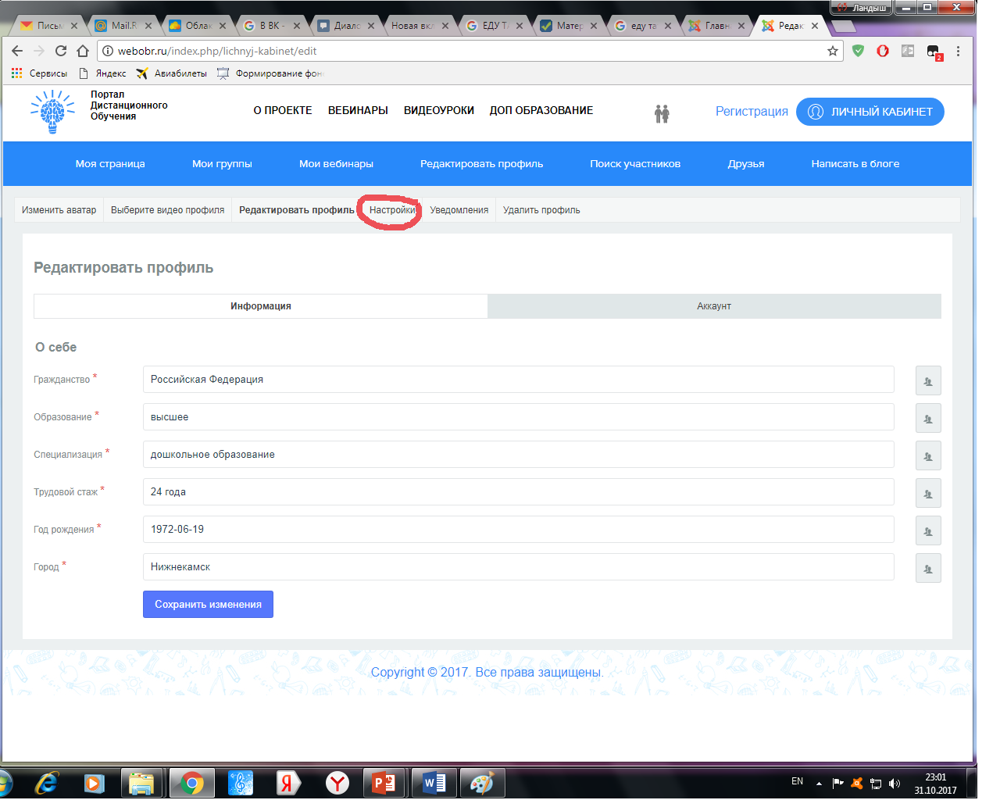 Ландыш
Письм
Mail.R
Облак
В ВК -
Диало
Новая вкл
ЕДУ ТА
Матер
еду та
Главн
Редак
webobr.ru/index.php/lichnyj-kabinet/edit
Сервисы Яндекс Авиабилеты Формирование фон
Портал
Дистанционного
Обучения
О ПРОЕКТЕ ВЕБИНАРЫ ВИДЕОУРОКИ ДОП ОБРАЗОВАНИЕ
Регистрация ЛИЧНЫЙ КАБИНЕТ
Моя страница Мои группы Мои вебинары Редактировать профиль Поиск участников Друзья Написать в блоге
Изменить аватар Выберите видео профиля Редактировать профиль Настройки Уведомления Удалить профиль
Редактировать профиль
Информация Аккаунт
О себе
Гражданство * Российская Федерация
Образование * высшее
Специализация * дошкольное образование
Трудовой стаж * 24 года
Год рождения * 1972-06-19
Город * Нижнекамск
Сохранить изменения
Copyright © 2017. Все права защищены.
EN 23:01
31.10.2017